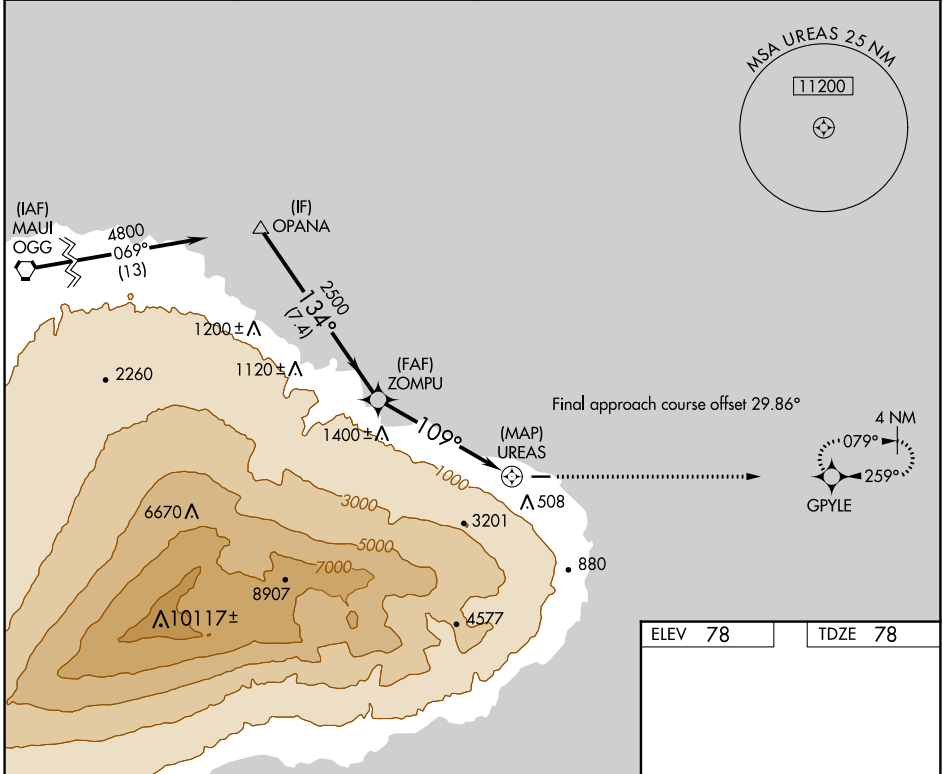 MSA UREAS 25 NM
11200
(IAF)
MAUI
OGG
4800
069°
(13)
(IF)
OPANA
2500
134°
(7.4)
1200 ±
1120 ±
2260
(FAF)
ZOMPU
1400 ±
109°
Final approach course offset 29.86°
(MAP)
UREAS
4 NM
079°
259°
GPYLE
1000
3000
5000
7000
508
6670
3201
880
8907
10117±
4577
ELEV 78
TDZE 78